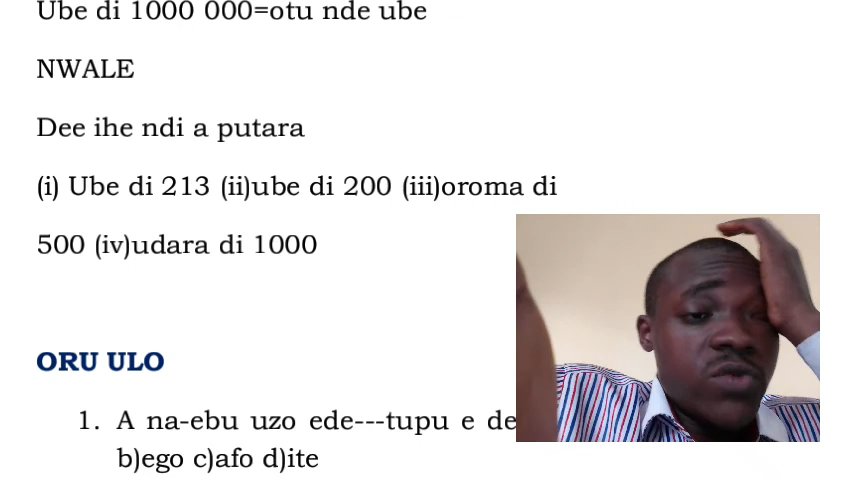 Ube di 1000 000=otu nde ube
NWALE
Dee ihe ndi a putara
(i) Ube di 213 (ii)ube di 200 (iii)oroma di
500 (iv)udara di 1000
ORU ULO
1. A na-ebu uzo ede---tupu e de
b)ego c)afo d)ite